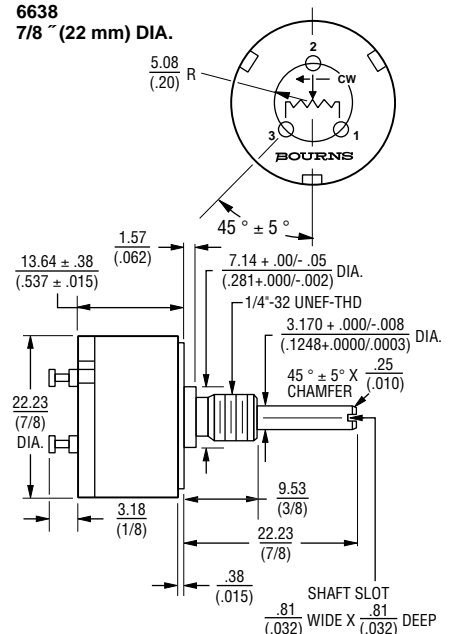 6638
7/8 ˝ (22 mm) DIA.
5.08
(.20)
R
2
CW
3
1
BOURNS
45 ° ± 5 °
1.57
(.062)
13.64 ± .38
(.537 ± .015)
7.14 + .00/- .05
(.281+.000/-.002)
DIA.
1/4"-32 UNEF-THD
3.170 + .000/-.008
(.1248+.0000/.0003)
DIA.
45 ° ± 5° X .25
(.010)
CHAMFER
22.23
(7/8)
DIA.
3.18
(1/8)
9.53
(3/8)
22.23
(7/8)
.38
(.015)
SHAFT SLOT
.81
(.032)
WIDE X
.81
(.032)
DEEP